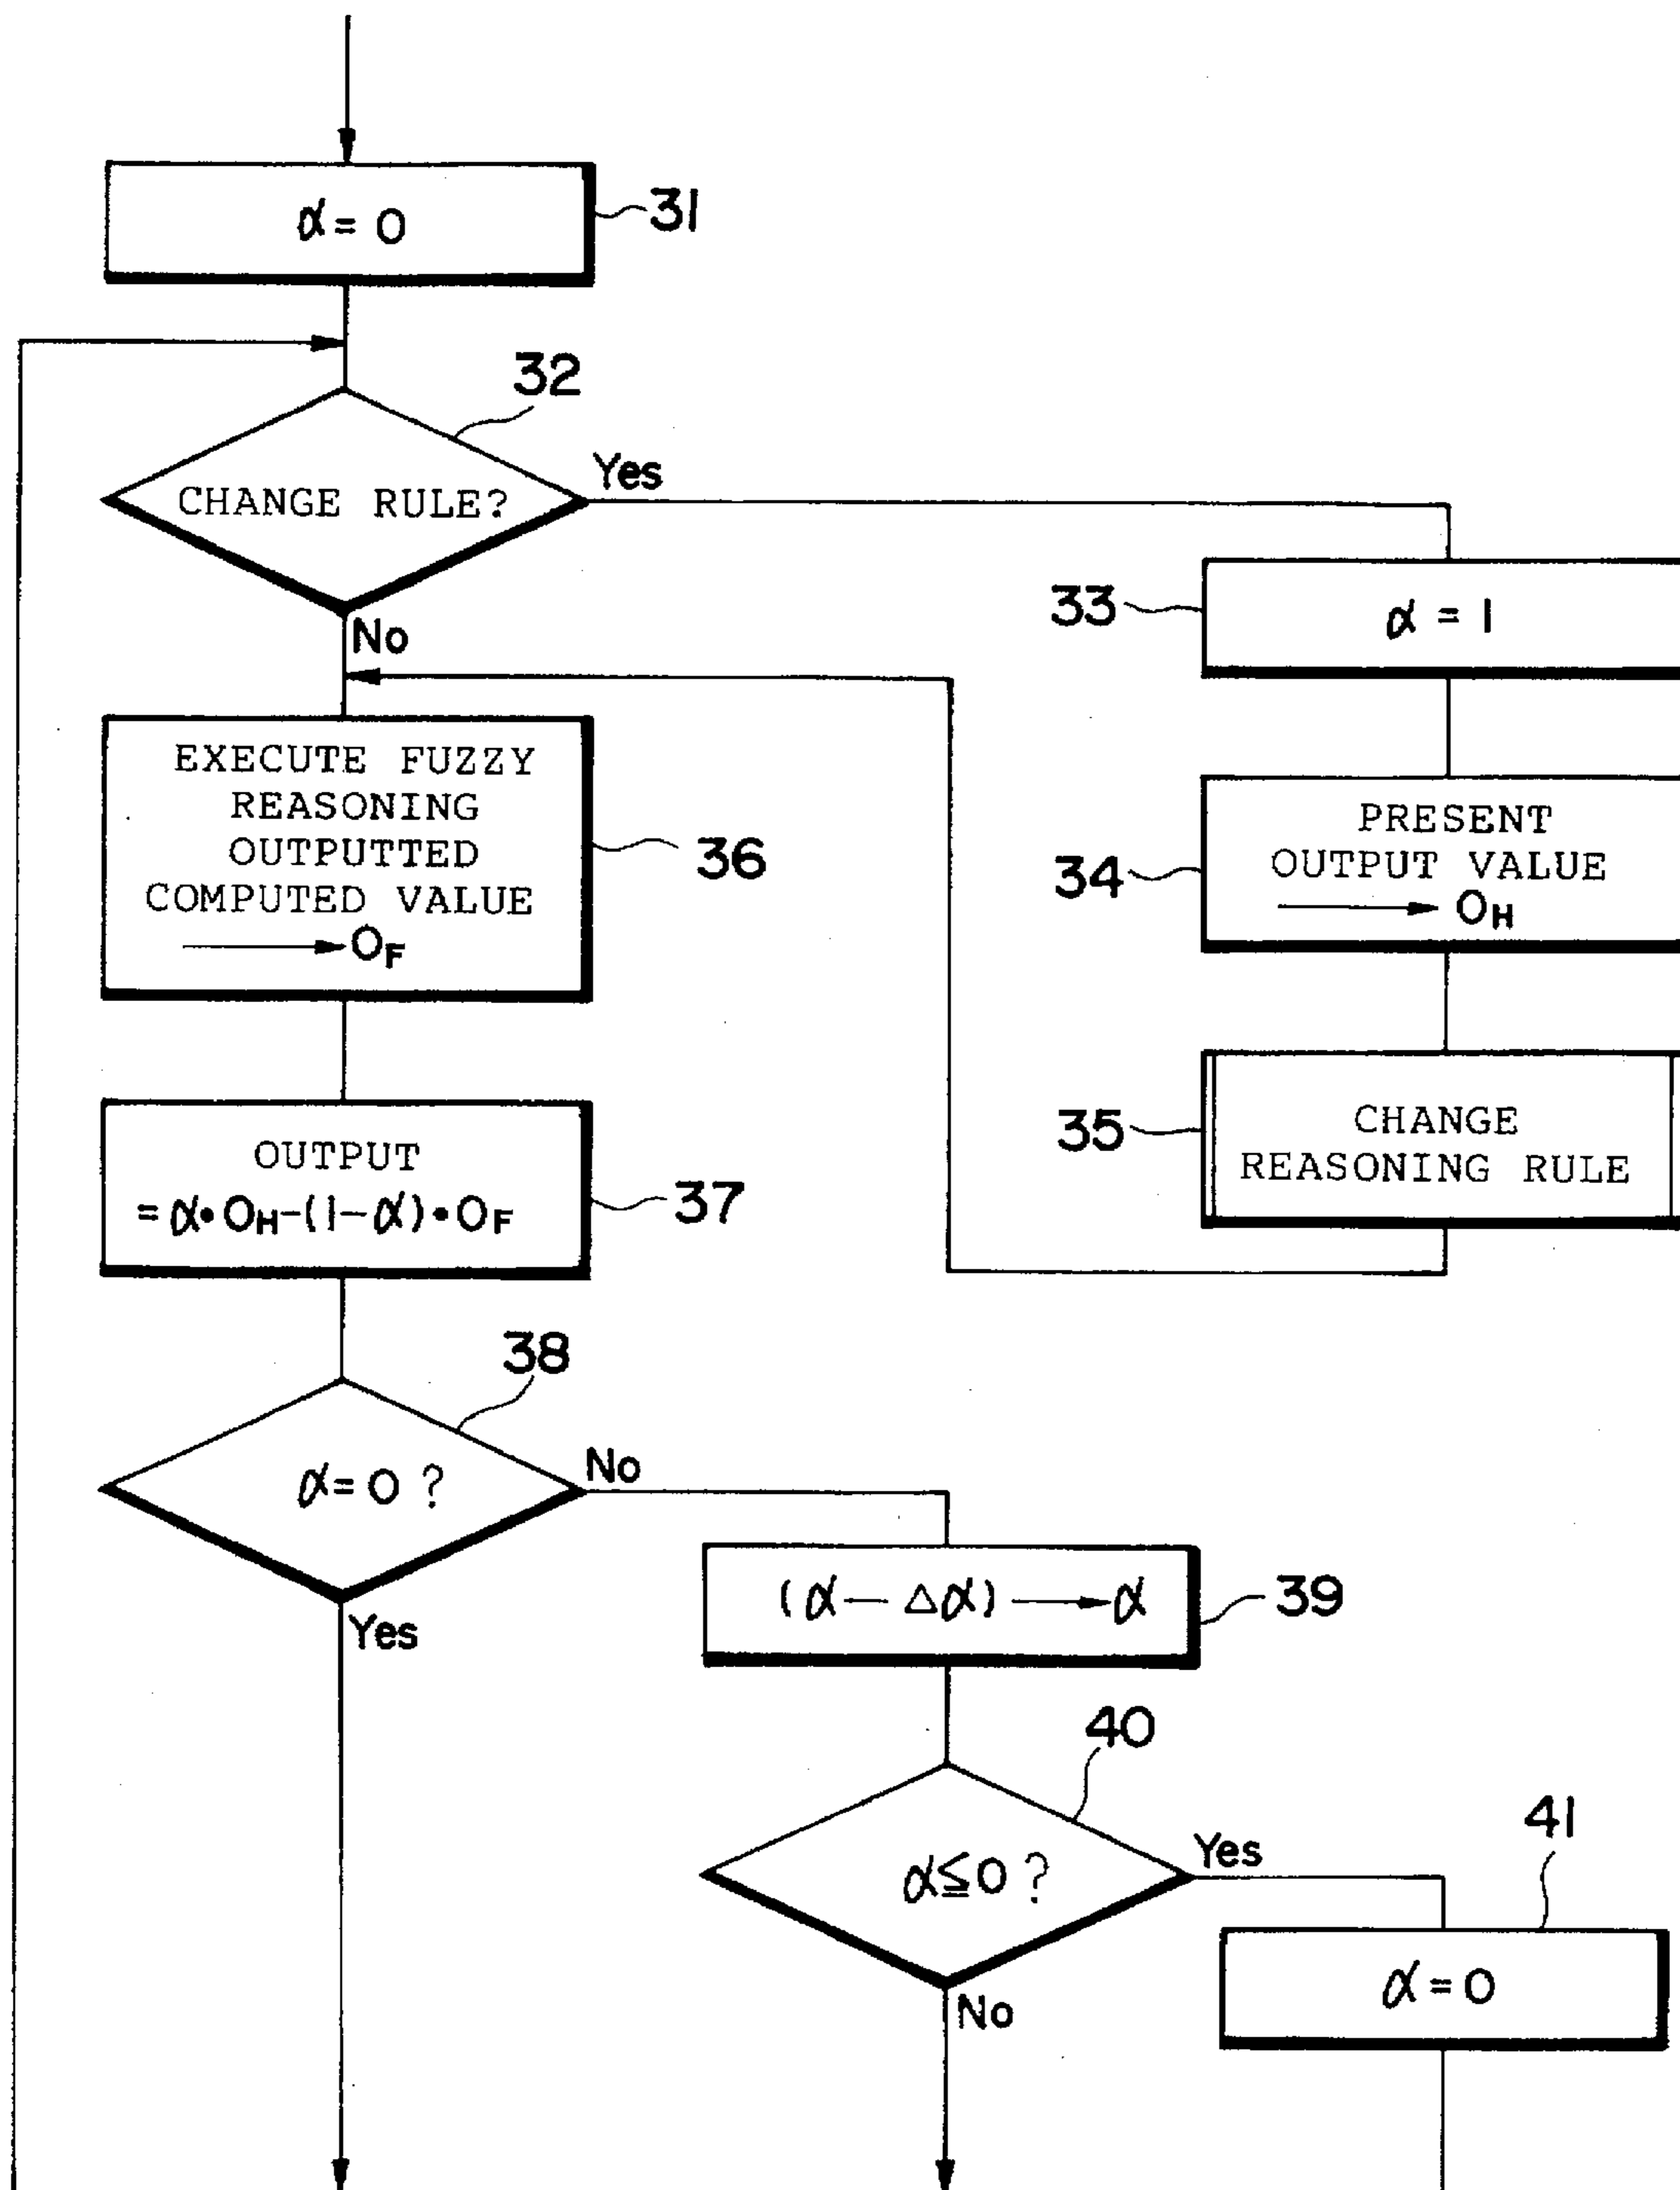 α = 0
31
32
CHANGE RULE?
Yes
No
33
α = 1
34
PRESENT
OUTPUT VALUE
→ OH
35
CHANGE
REASONING RULE
EXECUTE FUZZY
REASONING
OUTPUTTED
COMPUTED VALUE
→ OF
36
OUTPUT
= α•OH-(1-α)•OF
37
38
α=0 ?
No
Yes
(α - Δα) → α
39
40
α≦0 ?
Yes
No
41
α = 0